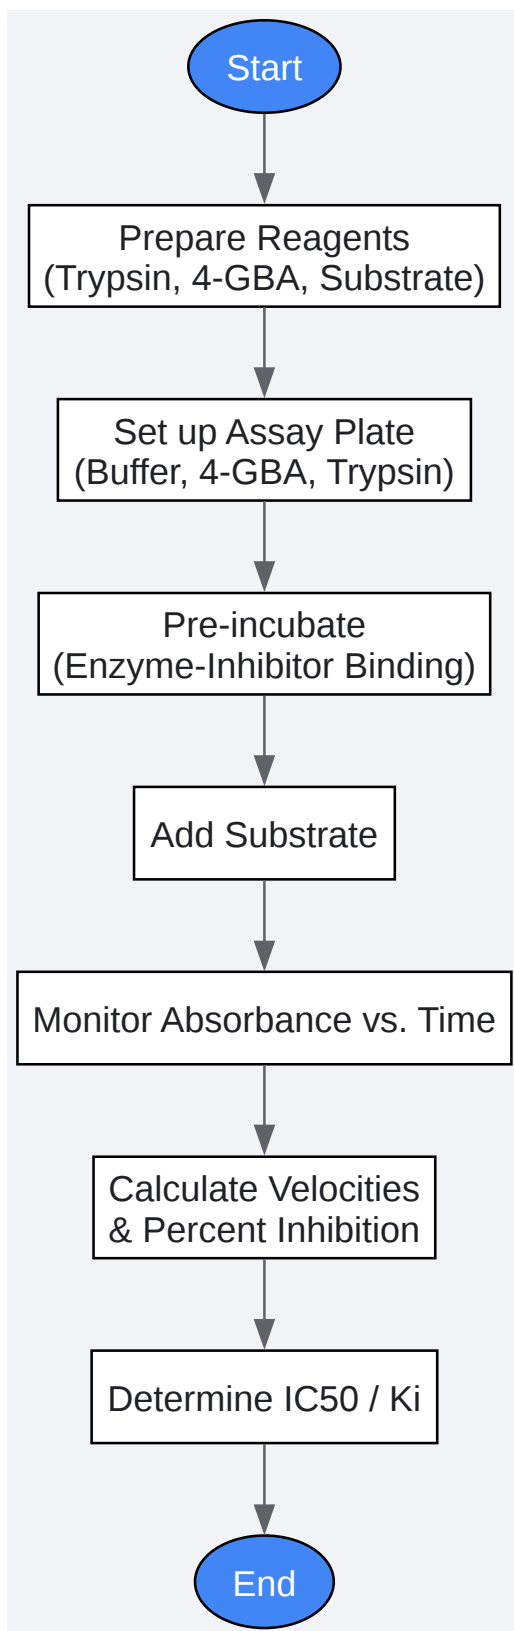 Start
Prepare Reagents
(Trypsin, 4-GBA, Substrate)
Set up Assay Plate
(Buffer, 4-GBA, Trypsin)
Pre-incubate
(Enzyme-Inhibitor Binding)
Add Substrate
Monitor Absorbance vs. Time
Calculate Velocities
& Percent Inhibition
Determine IC50 / Ki
End